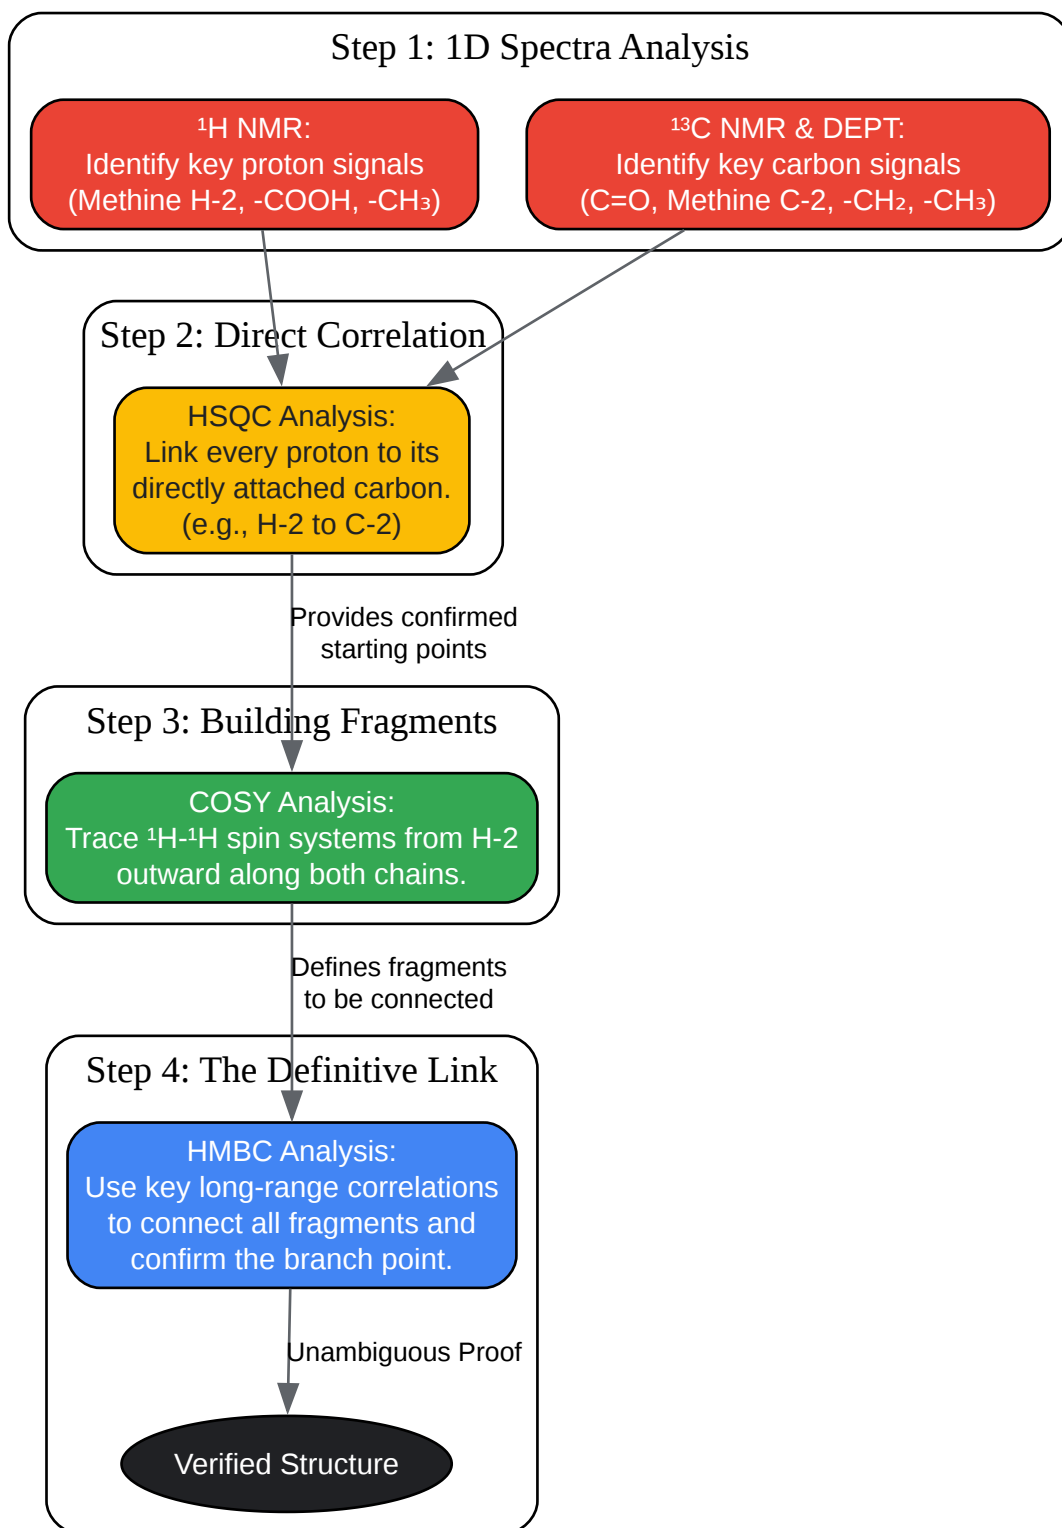 Step 1: 1D Spectra Analysis
¹H NMR:
Identify key proton signals
(Methine H-2, -COOH, -CH₃)
¹³C NMR & DEPT:
Identify key carbon signals
(C=O, Methine C-2, -CH₂, -CH₃)
Step 2: Direct Correlation
HSQC Analysis:
Link every proton to its
directly attached carbon.
(e.g., H-2 to C-2)
Provides confirmed
starting points
Step 3: Building Fragments
COSY Analysis:
Trace ¹H-¹H spin systems from H-2
outward along both chains.
Defines fragments
to be connected
Step 4: The Definitive Link
HMBC Analysis:
Use key long-range correlations
to connect all fragments and
confirm the branch point.
Unambiguous Proof
Verified Structure